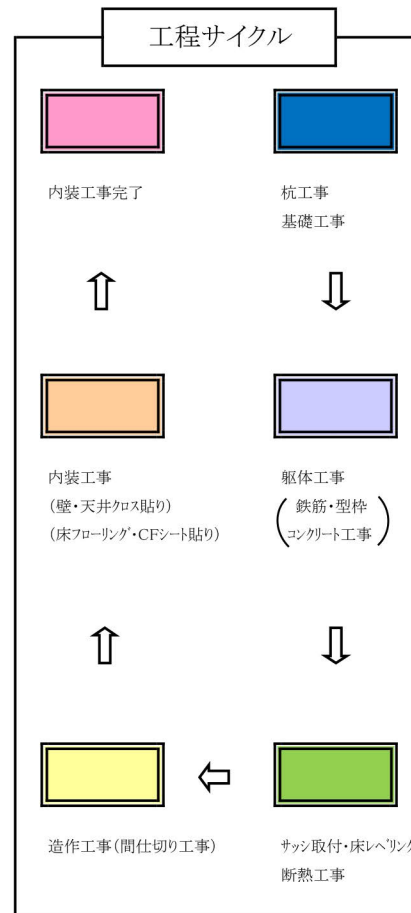 工程サイクル
内装工事完了
杭工事
基礎工事
内装工事
(壁・天井クロス貼り)
(床フローリング・CFシート貼り)
躯体工事
鉄筋・型枠
コンクリート工事
造作工事(間仕切り工事)
サッシ取付・床レベリング
断熱工事